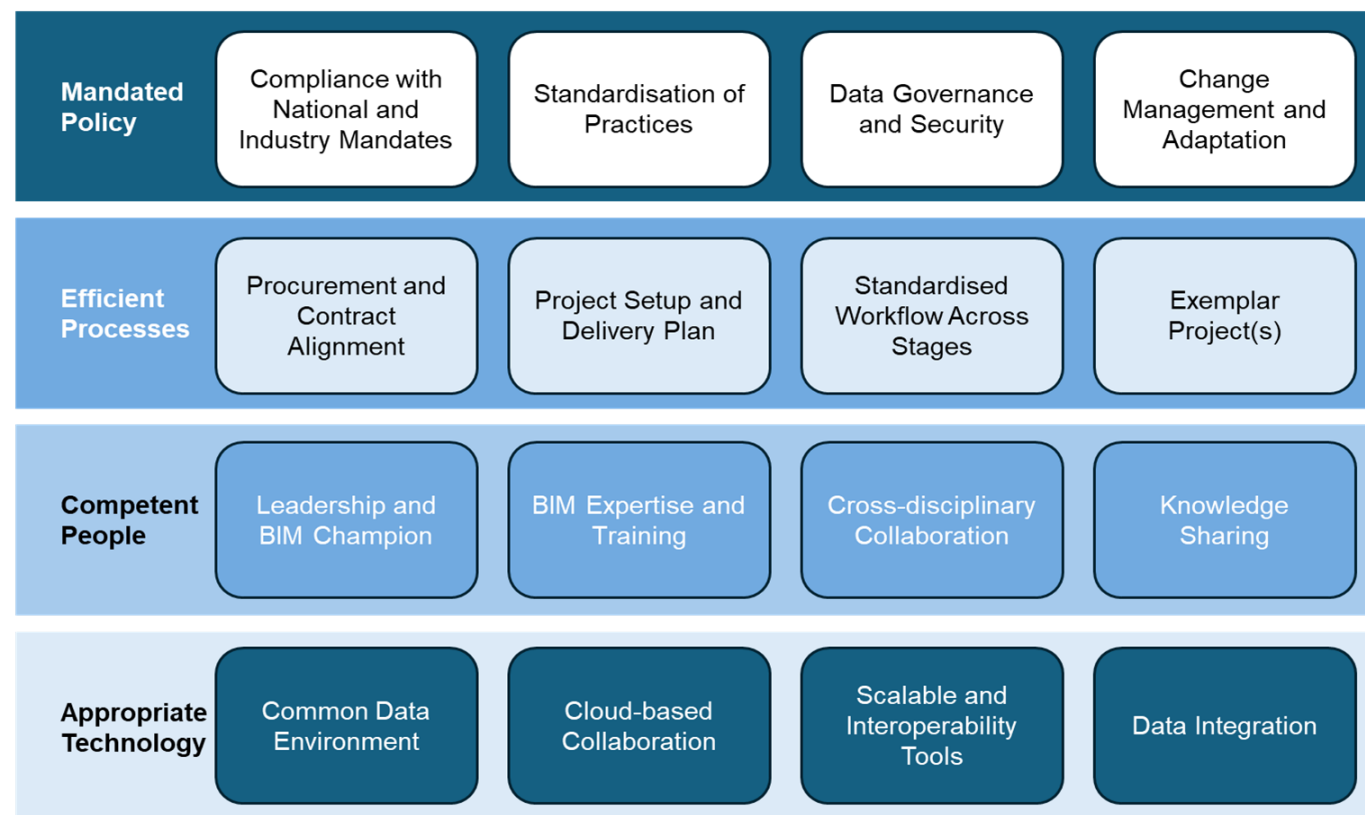 Mandated
Policy
Compliance with
National and
Industry Mandates
Standardisation of
Practices
Data Governance
and Security
Change
Management and
Adaptation
Efficient
Processes
Procurement and
Contract
Alignment
Project Setup and
Delivery Plan
Standardised
Workflow Across
Stages
Exemplar
Project(s)
Competent
People
Leadership and
BIM Champion
BIM Expertise and
Training
Cross-disciplinary
Collaboration
Knowledge
Sharing
Appropriate
Technology
Common Data
Environment
Cloud-based
Collaboration
Scalable and
Interoperability
Tools
Data Integration